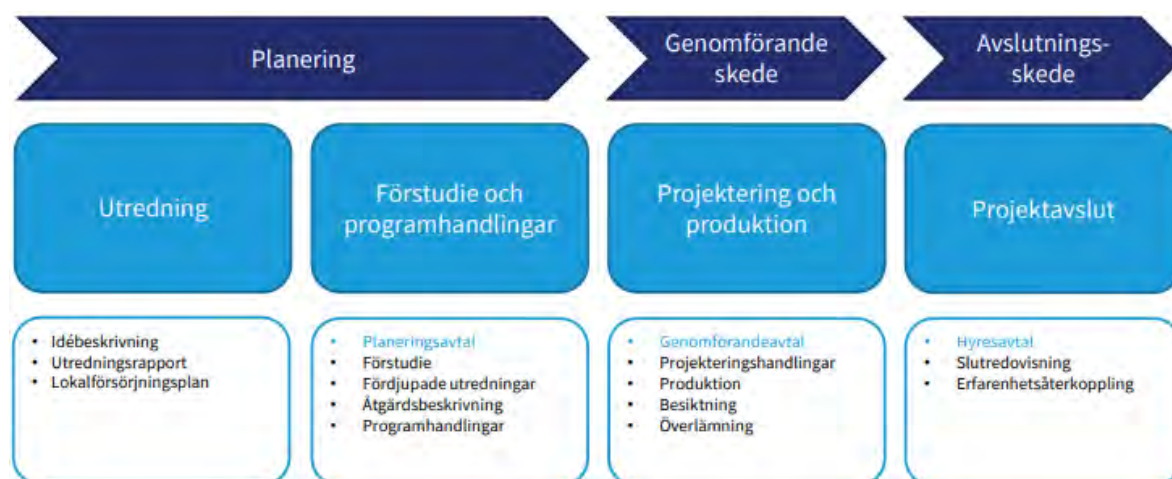 Planering
Genomförande
skede
Avslutnings-
skede
Utredning
Förstudie och
programhandlingar
Projektering och
produktion
Projektavslut
• Idébeskrivning
• Utredningsrapport
• Lokalförsörjningsplan
• Planeringsavtal
• Förstudie
• Fördjupade utredningar
• Åtgärdsbeskrivning
• Programhandlingar
• Genomförandeavtal
• Projekteringshandlingar
• Produktion
• Besiktning
• Överlämning
• Hyresavtal
• Slutredovisning
• Erfarenhetsåterkoppling